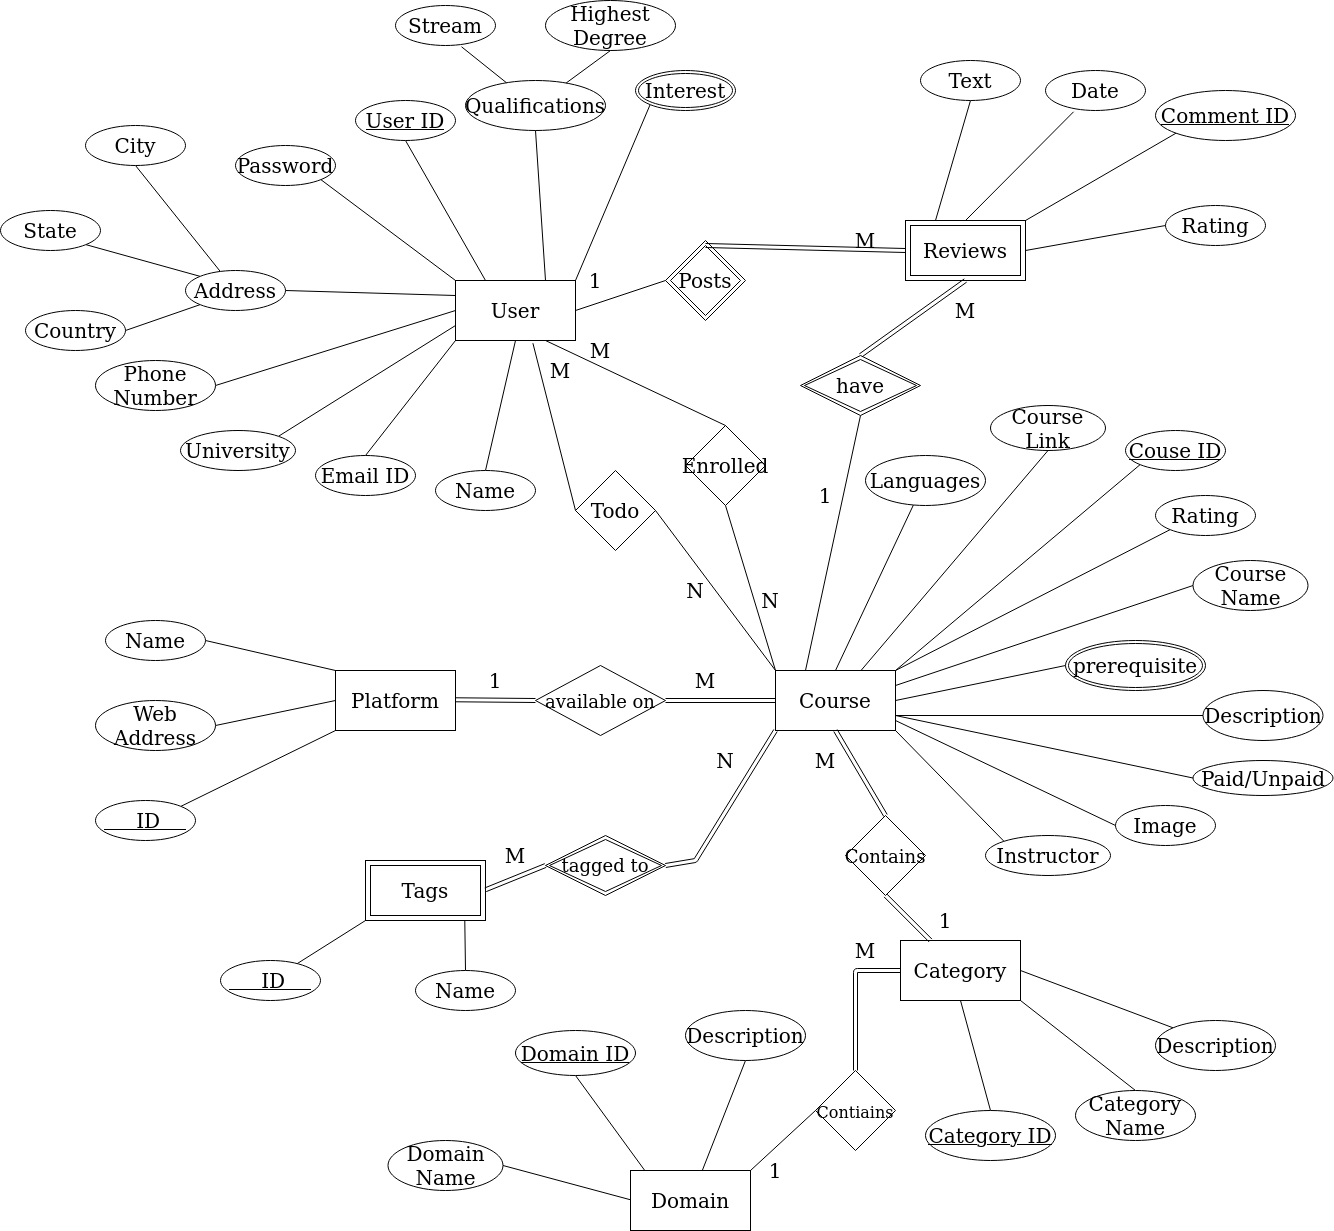 Stream
Highest
Degree
Interest
Qualifications
User ID
City
Password
State
Address
Country
Phone
Number
University
Email ID
Name
User
1
Posts
M
Text
Date
Comment ID
Rating
Reviews
M
have
1
M
M
Enrolled
Todo
N
N
Course
Link
Languages
Couse ID
Rating
Course
Name
prerequisite
Description
Paid/Unpaid
Image
Instructor
Course
Name
Web
Address
ID
Platform
1
available on
M
N
M
tagged to
M
Tags
ID
Name
Contains
1
M
Category
Description
Category
Name
Category ID
Contiains
1
Domain ID
Description
Domain
Name
Domain